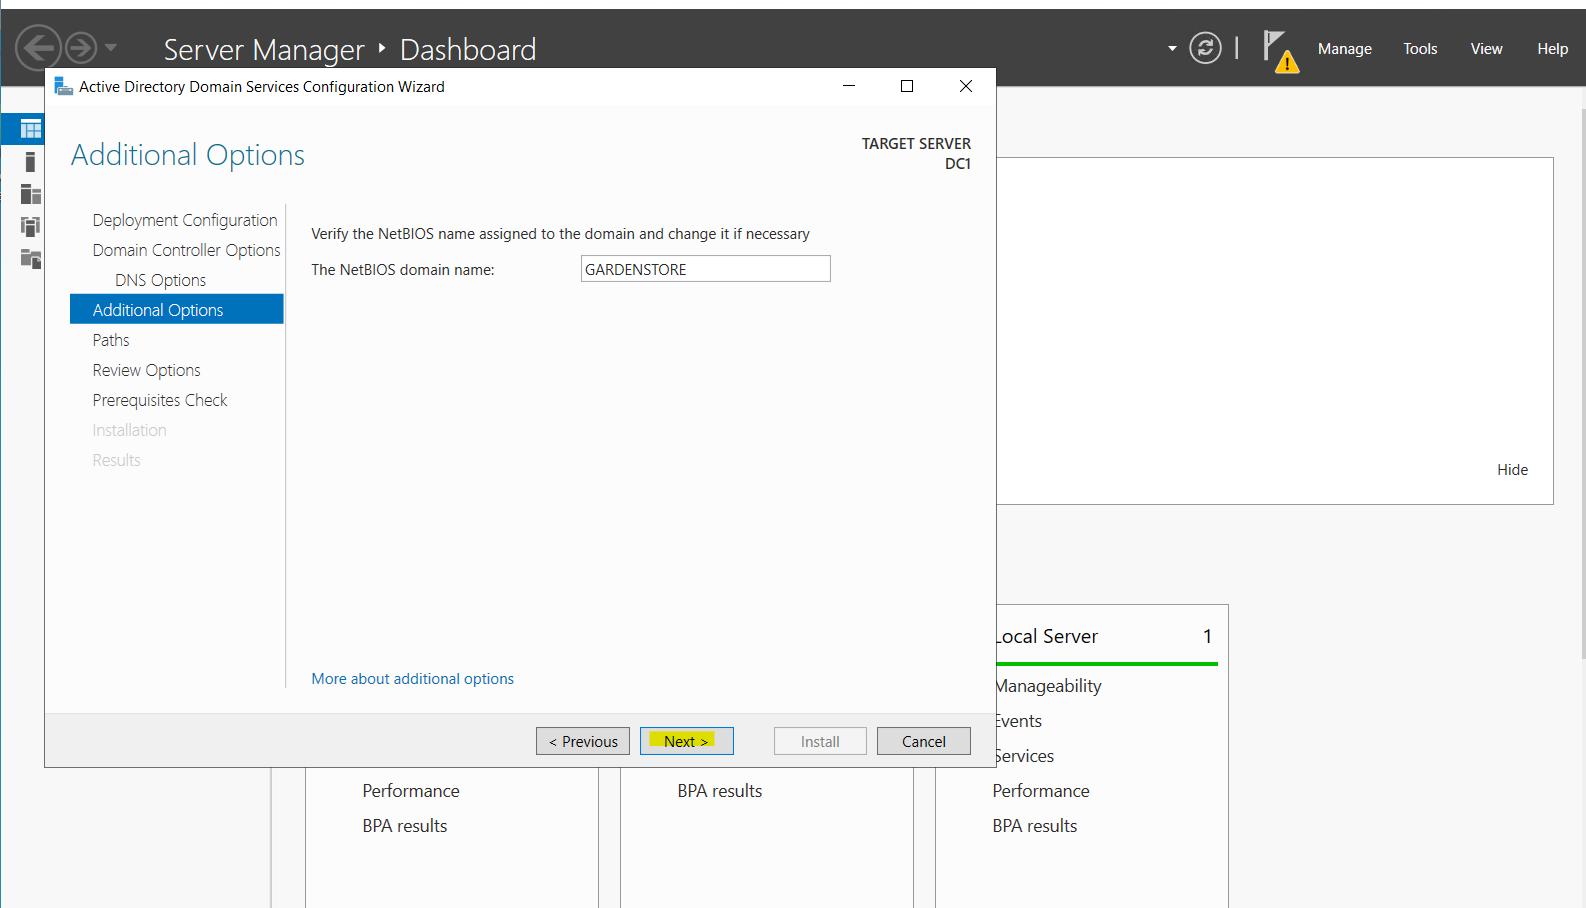 Server Manager ‣ Dashboard
Manage
Tools
View
Help
Active Directory Domain Services Configuration Wizard
Additional Options
TARGET SERVER
DC1
Deployment Configuration
Domain Controller Options
DNS Options
Additional Options
Paths
Review Options
Prerequisites Check
Installation
Results
Verify the NetBIOS name assigned to the domain and change it if necessary
The NetBIOS domain name:
GARDENSTORE
More about additional options
< Previous
Next >
Install
Cancel
Hide
Local Server 1
Manageability
Events
Services
Performance
BPA results
Performance
BPA results
BPA results